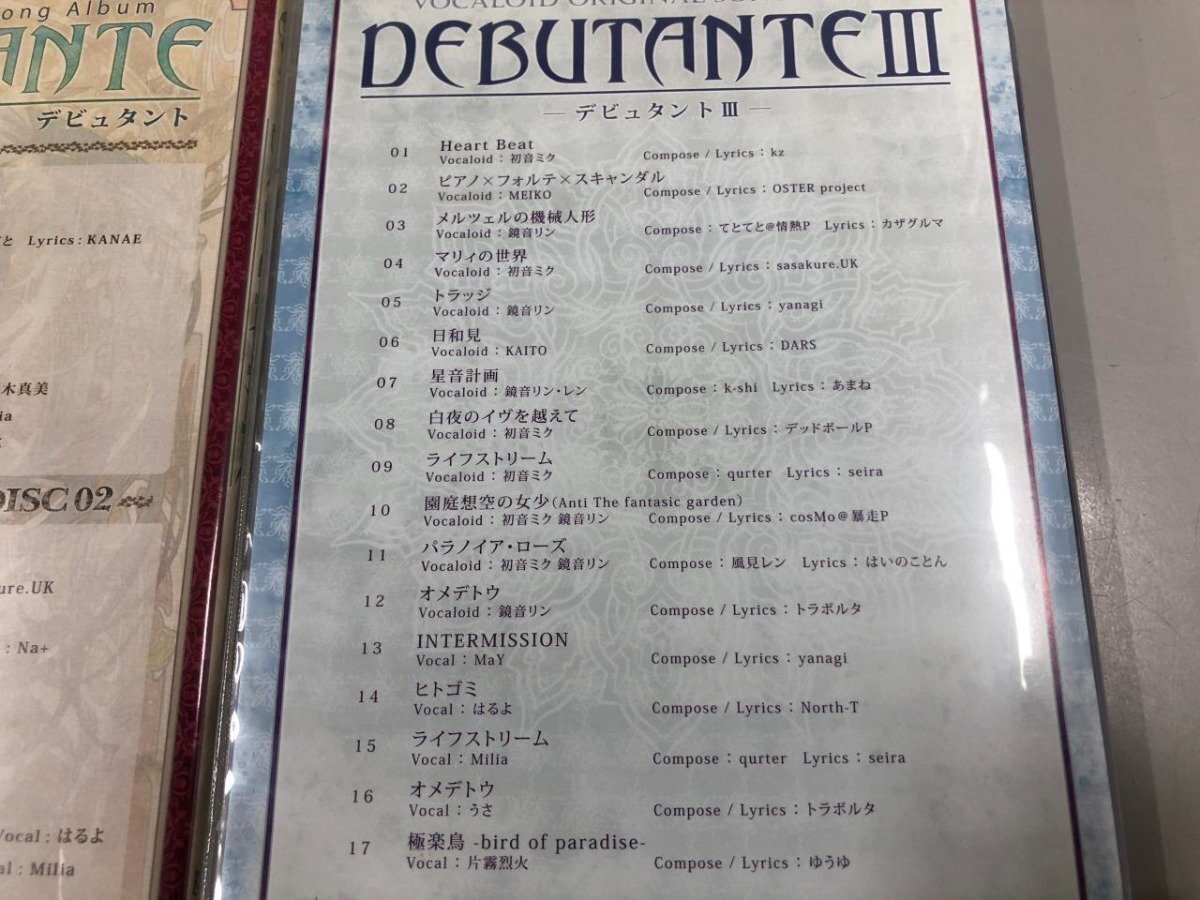 ong Album
ANTE
デビュタント
と Lyrics : KANAE
木真美
ia
DISC 02
ure.UK
: Na+
Vocal : はるよ
al : Milia
VOCALOID ORIGINAL
DEBUTANTE III
― デビュタント III ―
01 Heart Beat
Vocaloid : 初音ミク Compose / Lyrics : kz
02 ピアノ×フォルテ×スキャンダル
Vocaloid : MEIKO Compose / Lyrics : OSTER project
03 メルツェルの機械人形
Vocaloid : 鏡音リン Compose : てとてと@情熱P Lyrics : カザグルマ
04 マリィの世界
Vocaloid : 初音ミク Compose / Lyrics : sasakure.UK
05 トラッジ
Vocaloid : 鏡音リン Compose / Lyrics : yanagi
06 日和見
Vocaloid : KAITO Compose / Lyrics : DARS
07 星音計画
Vocaloid : 鏡音リン・レン Compose : k-shi Lyrics : あまね
08 白夜のイヴを越えて
Vocaloid : 初音ミク Compose / Lyrics : デッドボールP
09 ライフストリーム
Vocaloid : 初音ミク Compose : qurter Lyrics : seira
10 園庭想空の女少 (Anti The fantasic garden)
Vocaloid : 初音ミク 鏡音リン Compose / Lyrics : cosMo@暴走P
11 パラノイア・ローズ
Vocaloid : 初音ミク 鏡音リン Compose : 風見レン Lyrics : はいのことん
12 オメデトウ
Vocaloid : 鏡音リン Compose / Lyrics : トラボルタ
13 INTERMISSION
Vocal : MaY Compose / Lyrics : yanagi
14 ヒトゴミ
Vocal : はるよ Compose / Lyrics : North-T
15 ライフストリーム
Vocal : Milia Compose : qurter Lyrics : seira
16 オメデトウ
Vocal : うさ Compose / Lyrics : トラボルタ
17 極楽鳥 -bird of paradise-
Vocal : 片霧烈火 Compose / Lyrics : ゆうゆ